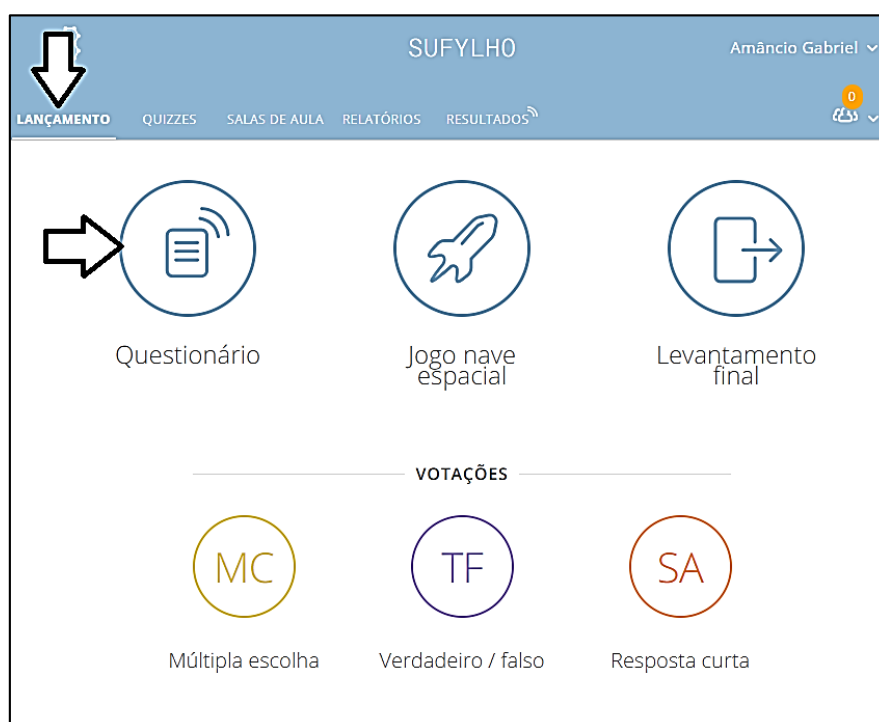 SUFYLHO
Amâncio Gabriel
0
LANÇAMENTO QUIZZES SALAS DE AULA RELATÓRIOS RESULTADOS
Questionário
Jogo nave
espacial
Levantamento
final
VOTAÇÕES
MC
TF
SA
Múltipla escolha
Verdadeiro / falso
Resposta curta